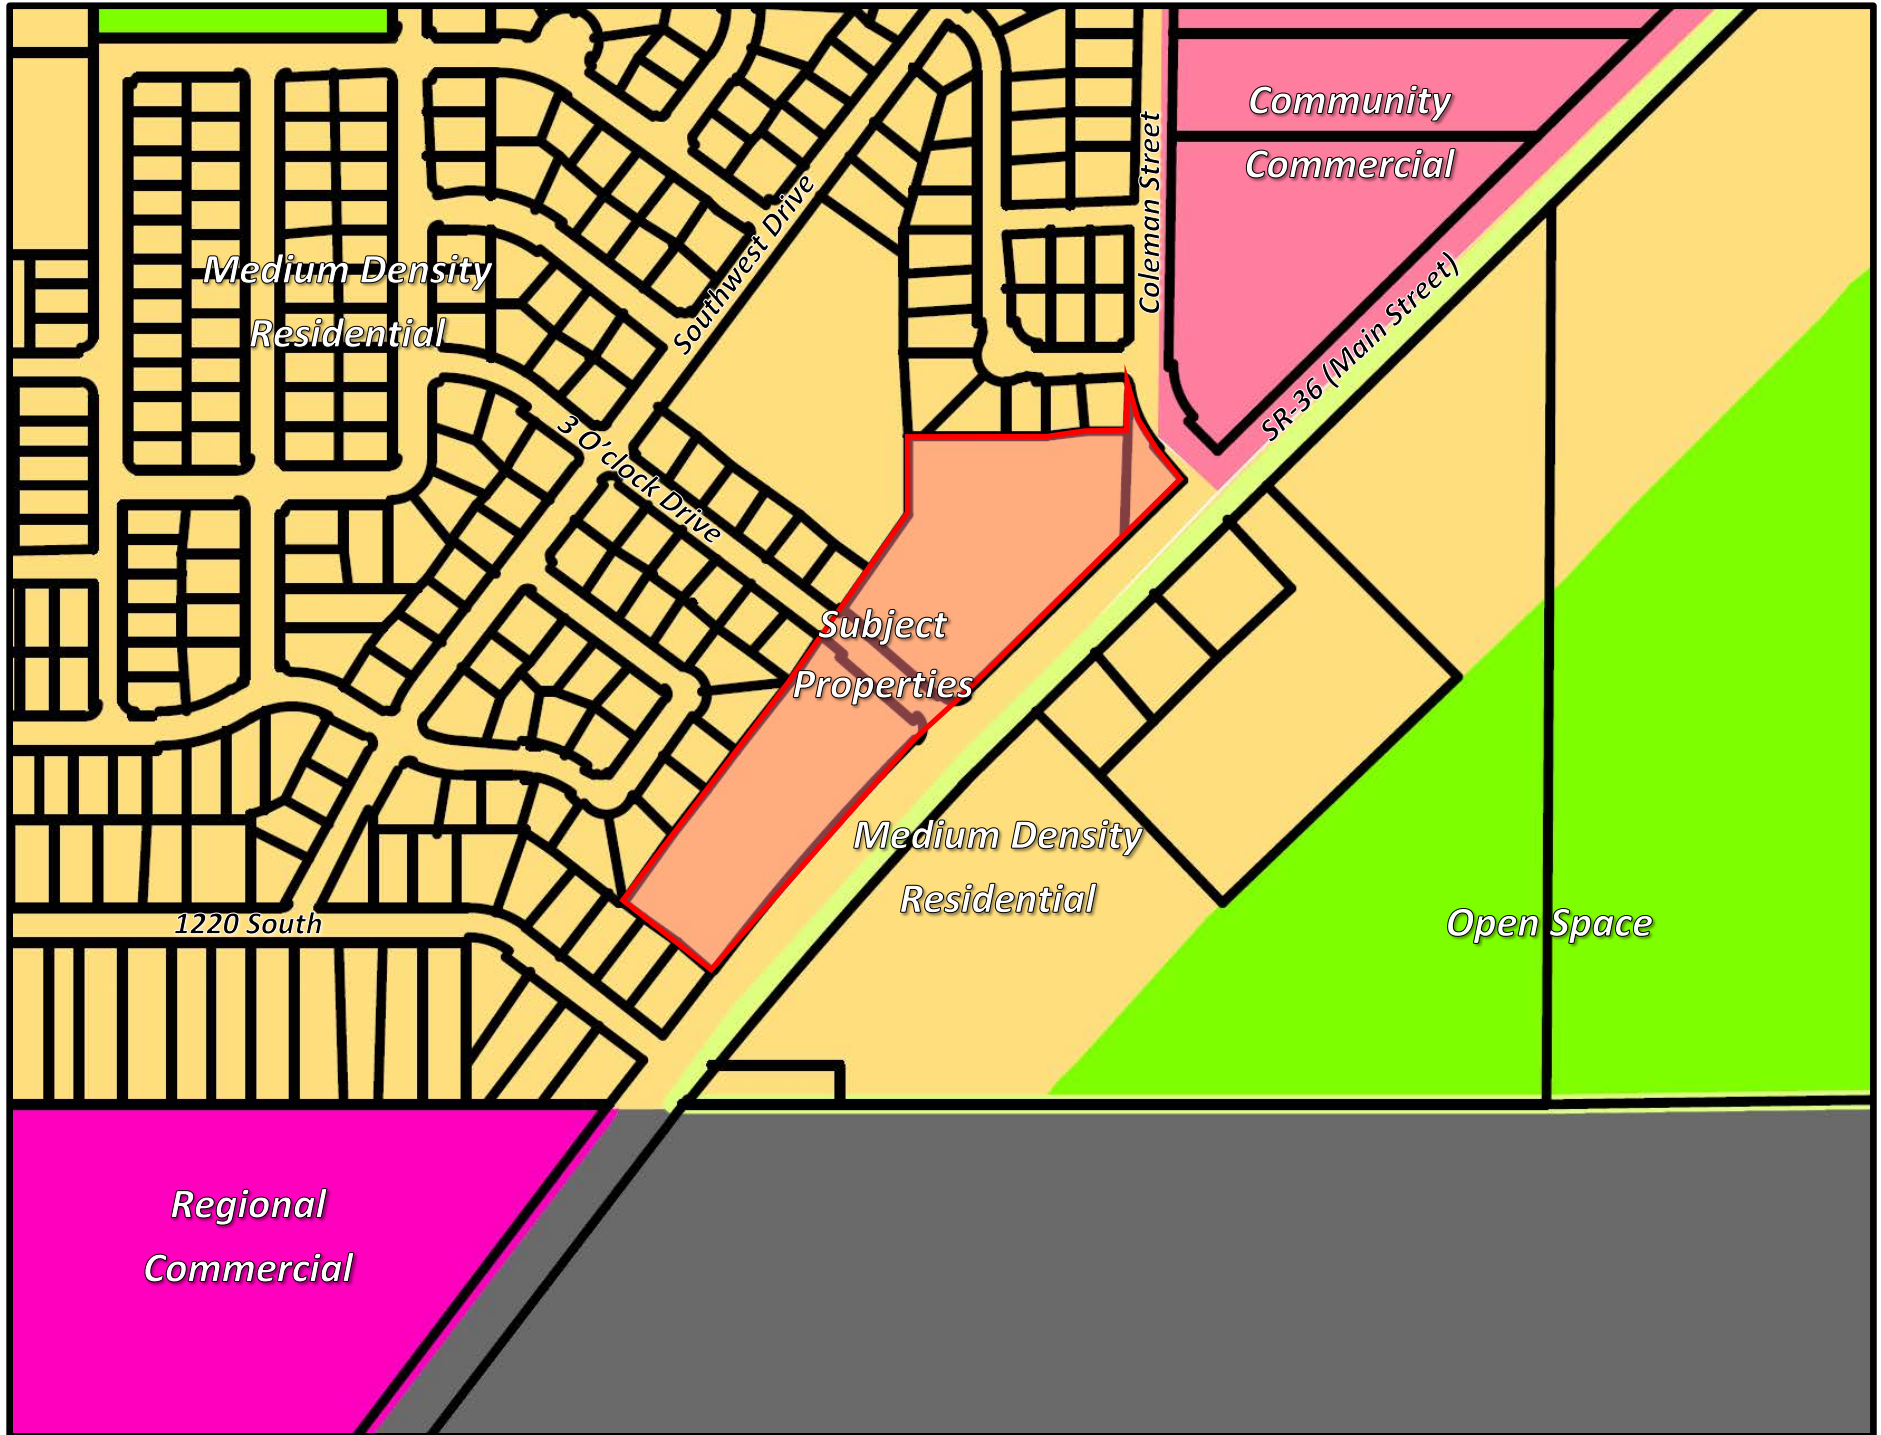 Community
Commercial
Coleman Street
Southwest Drive
Medium Density
Residential
SR-36 (Main Street)
3 O'clock Drive
Subject
Properties
Medium Density
Residential
Open Space
1220 South
Regional
Commercial